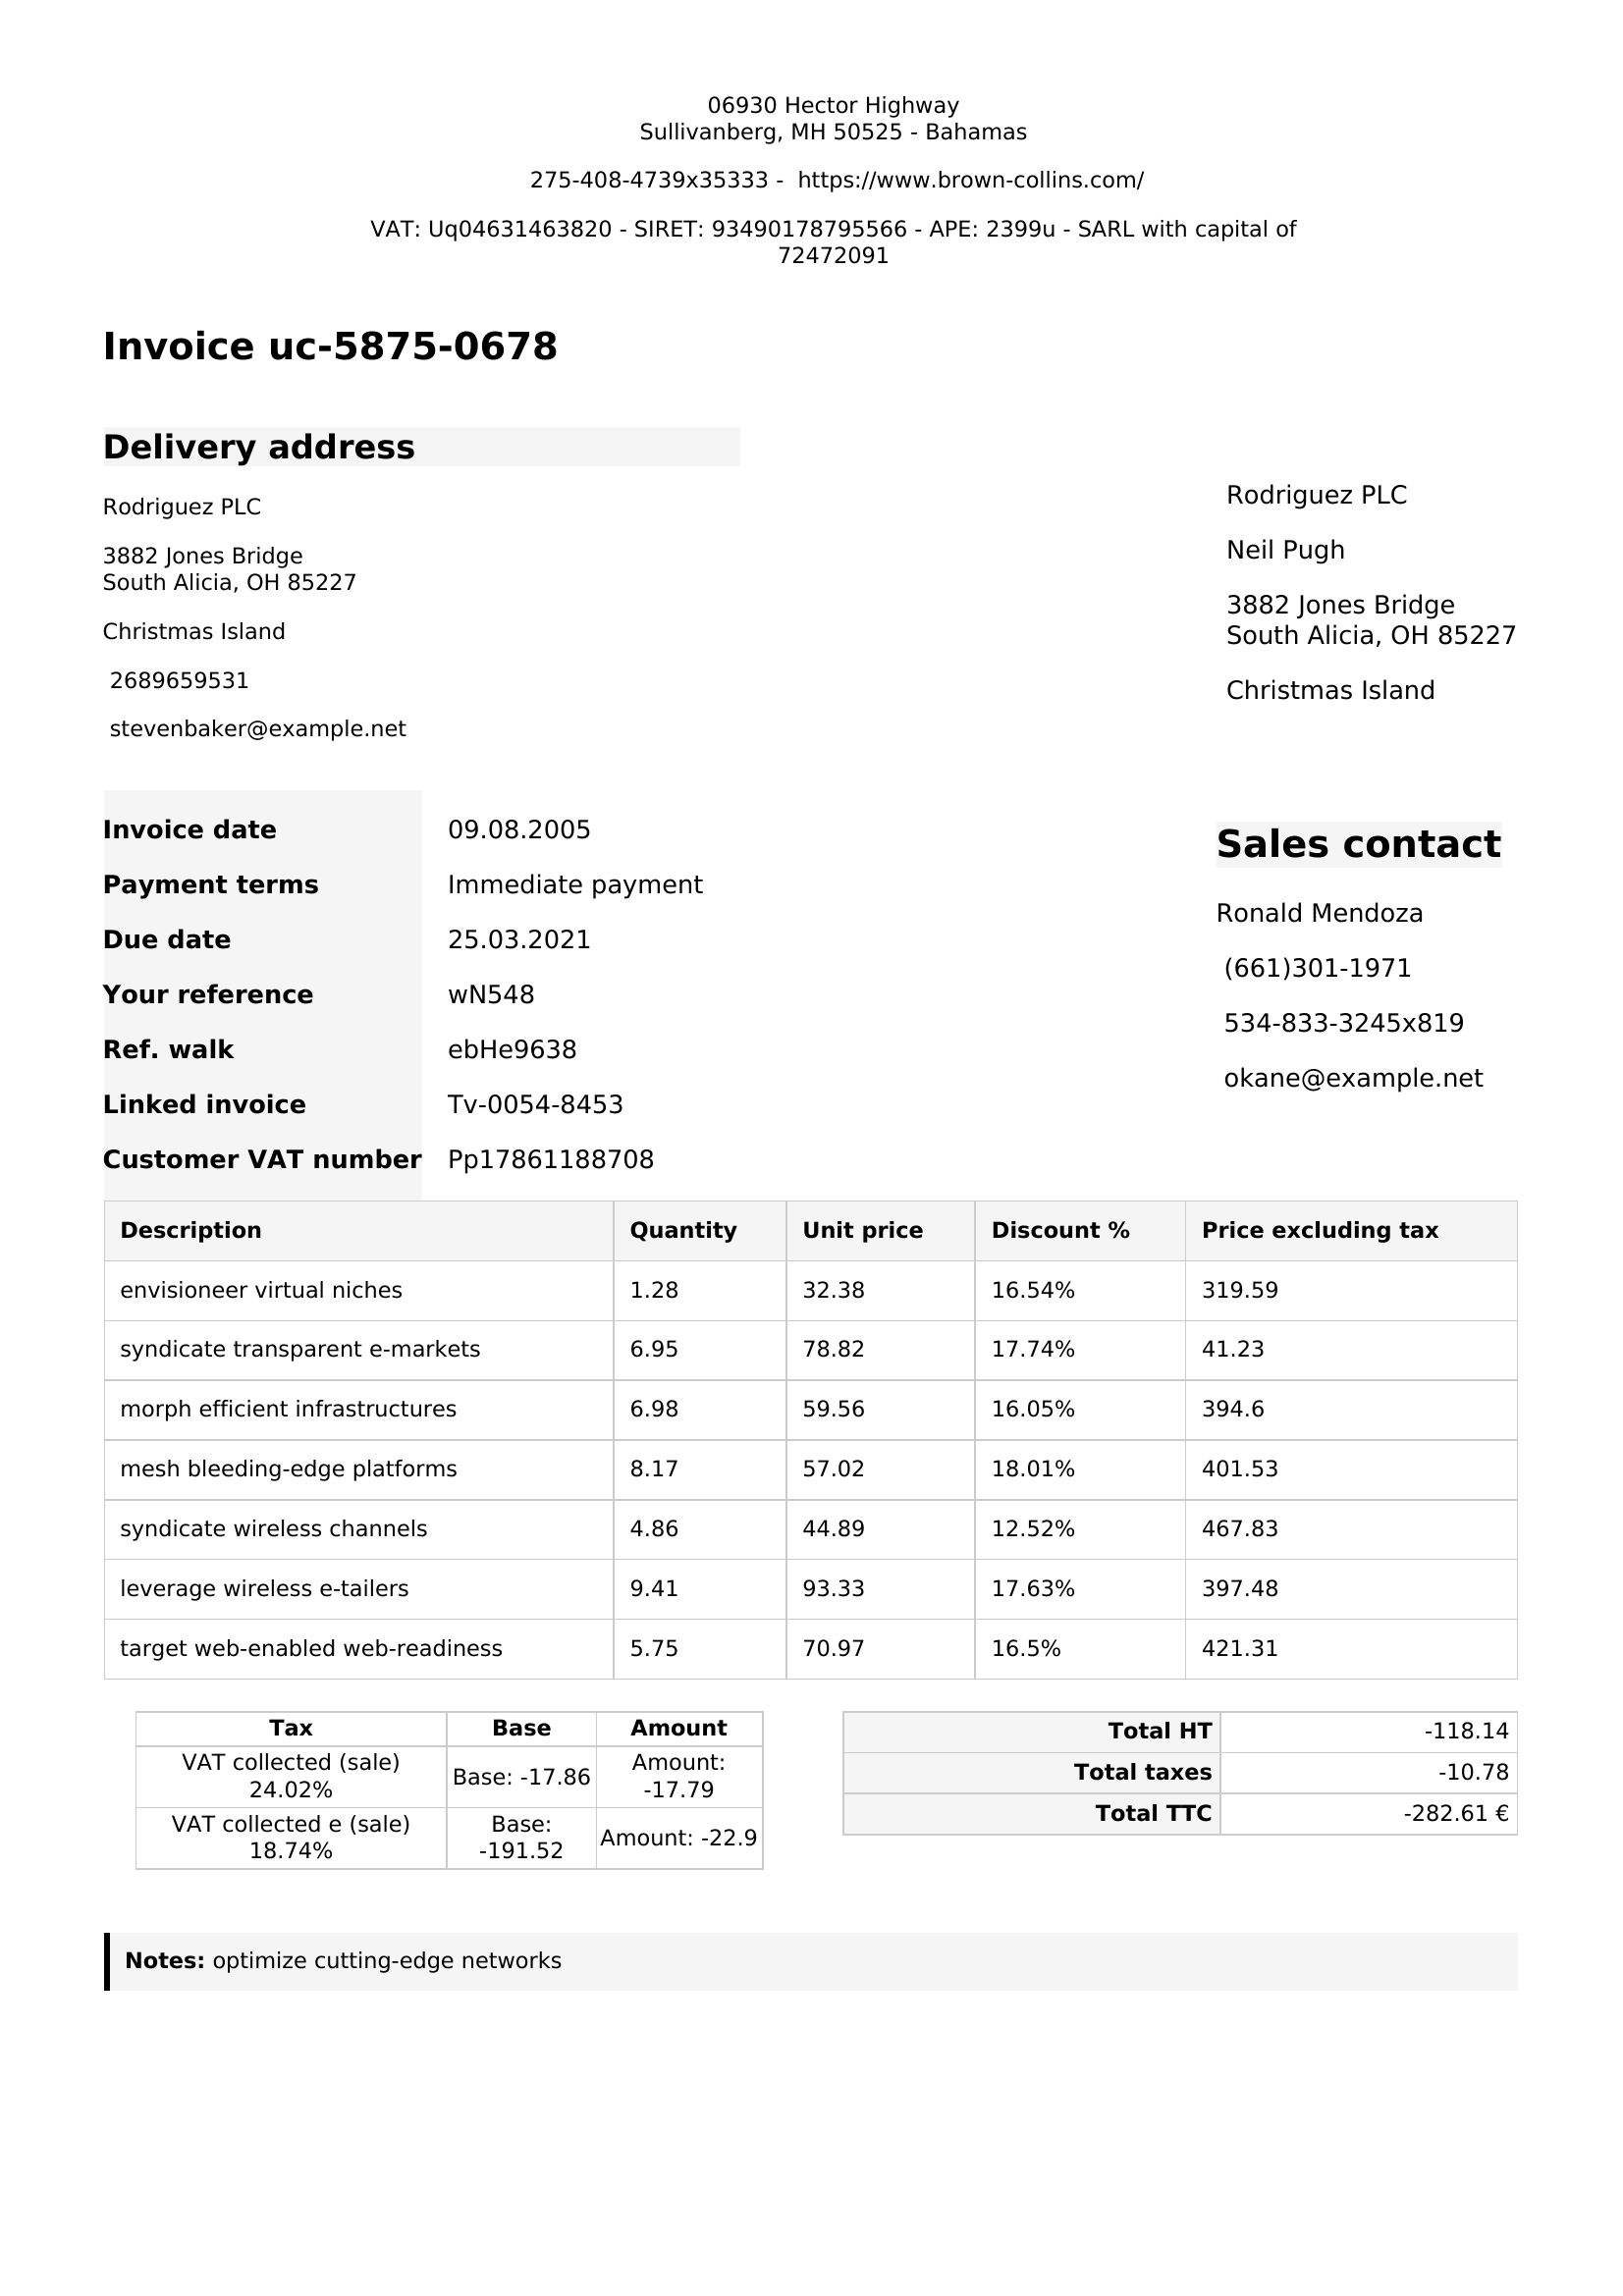 06930 Hector Highway
Sullivanberg, MH 50525 - Bahamas
275-408-4739x35333 -  https://www.brown-collins.com/
VAT: Uq04631463820 - SIRET: 93490178795566 - APE: 2399u - SARL with capital of
72472091
Invoice uc-5875-0678
Delivery address
Rodriguez PLC
3882 Jones Bridge
South Alicia, OH 85227
Christmas Island
2689659531
stevenbaker@example.net
Rodriguez PLC
Neil Pugh
3882 Jones Bridge
South Alicia, OH 85227
Christmas Island
Invoice date 09.08.2005
Payment terms Immediate payment
Due date 25.03.2021
Your reference wN548
Ref. walk ebHe9638
Linked invoice Tv-0054-8453
Customer VAT number Pp17861188708
Sales contact
Ronald Mendoza
(661)301-1971
534-833-3245x819
okane@example.net
Description Quantity Unit price Discount % Price excluding tax
envisioneer virtual niches 1.28 32.38 16.54% 319.59
syndicate transparent e-markets 6.95 78.82 17.74% 41.23
morph efficient infrastructures 6.98 59.56 16.05% 394.6
mesh bleeding-edge platforms 8.17 57.02 18.01% 401.53
syndicate wireless channels 4.86 44.89 12.52% 467.83
leverage wireless e-tailers 9.41 93.33 17.63% 397.48
target web-enabled web-readiness 5.75 70.97 16.5% 421.31
Tax Base Amount
VAT collected (sale)
24.02%
Base: -17.86
Amount:
-17.79
VAT collected e (sale)
18.74%
Base:
-191.52
Amount: -22.9
Total HT -118.14
Total taxes -10.78
Total TTC -282.61 €
Notes: optimize cutting-edge networks